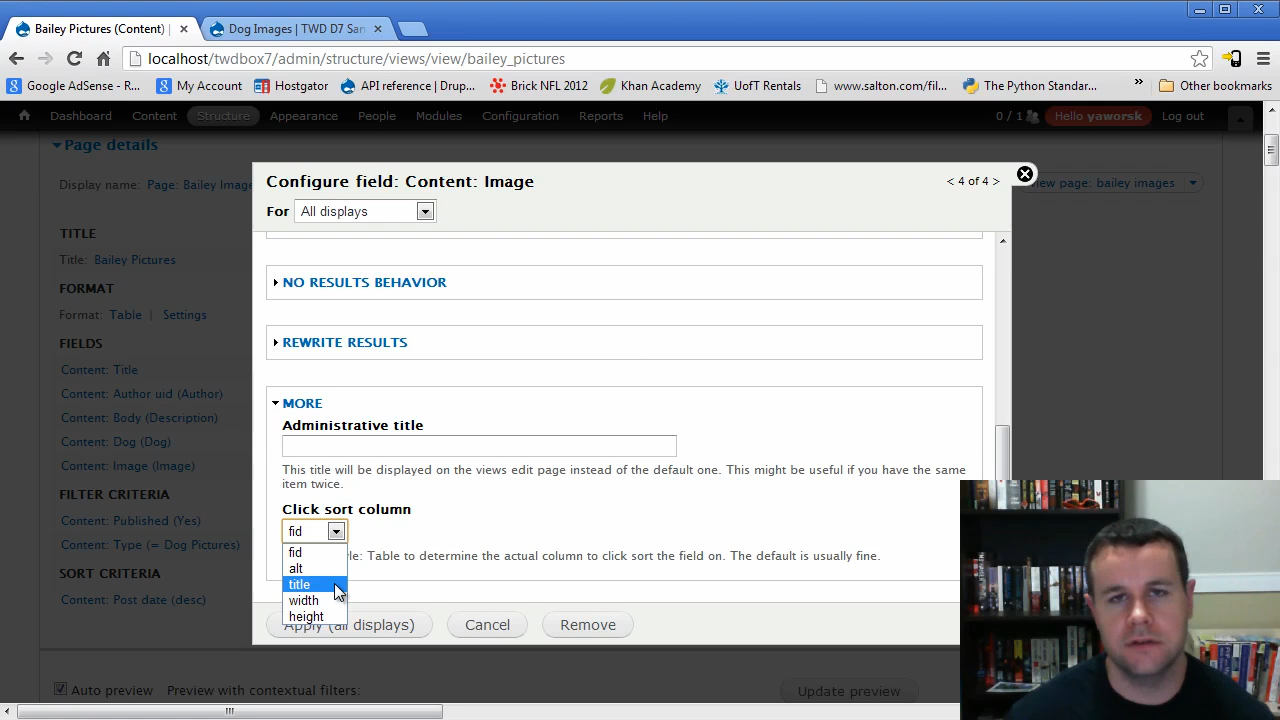 Bailey Pictures (Content) |
Dog Images | TWD D7 San
localhost/twdbox7/admin/structure/views/view/bailey_pictures
Google AdSense - R...
My Account
Hostgator
API reference | Drup...
Brick NFL 2012
Khan Academy
UofT Rentals
www.salton.com/fil...
The Python Standar...
»
Other bookmarks
Dashboard
Content
Structure
Appearance
People
Modules
Configuration
Reports
Help
0 / 1
Hello yaworsk
Log out
Page details
Display name: Page: Bailey Image
view page: bailey images
TITLE
Title: Bailey Pictures
FORMAT
Format: Table | Settings
FIELDS
Content: Title
Content: Author uid (Author)
Content: Body (Description)
Content: Dog (Dog)
Content: Image (Image)
FILTER CRITERIA
Content: Published (Yes)
Content: Type (= Dog Pictures)
SORT CRITERIA
Content: Post date (desc)
Configure field: Content: Image
< 4 of 4 >
For All displays
NO RESULTS BEHAVIOR
REWRITE RESULTS
MORE
Administrative title
This title will be displayed on the views edit page instead of the default one. This might be useful if you have the same
item twice.
Click sort column
fid
fid
alt
title
width
height
Table to determine the actual column to click sort the field on. The default is usually fine.
Apply (all displays)
Cancel
Remove
Auto preview
Preview with contextual filters:
Update preview